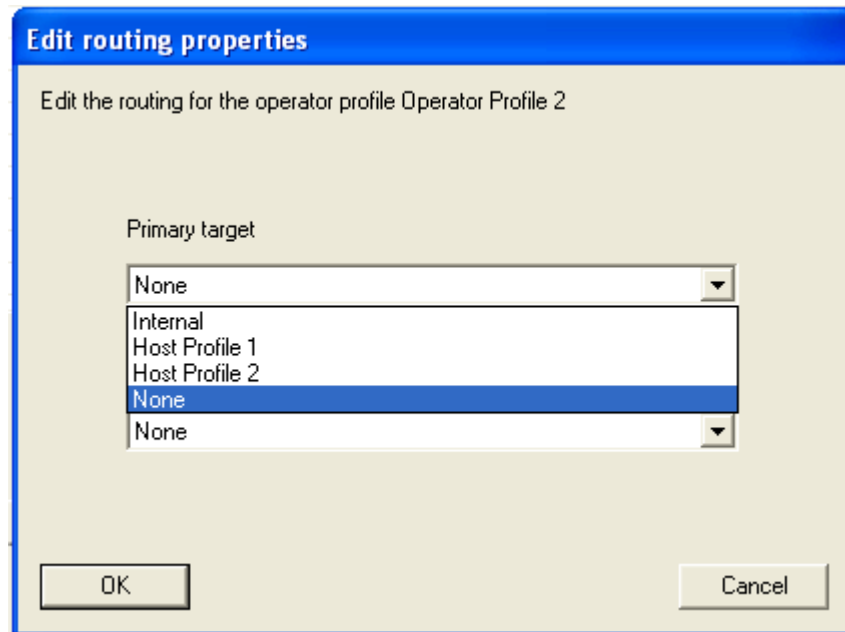 Edit routing properties
Edit the routing for the operator profile Operator Profile 2
Primary target
None
Internal
Host Profile 1
Host Profile 2
None
None
OK
Cancel